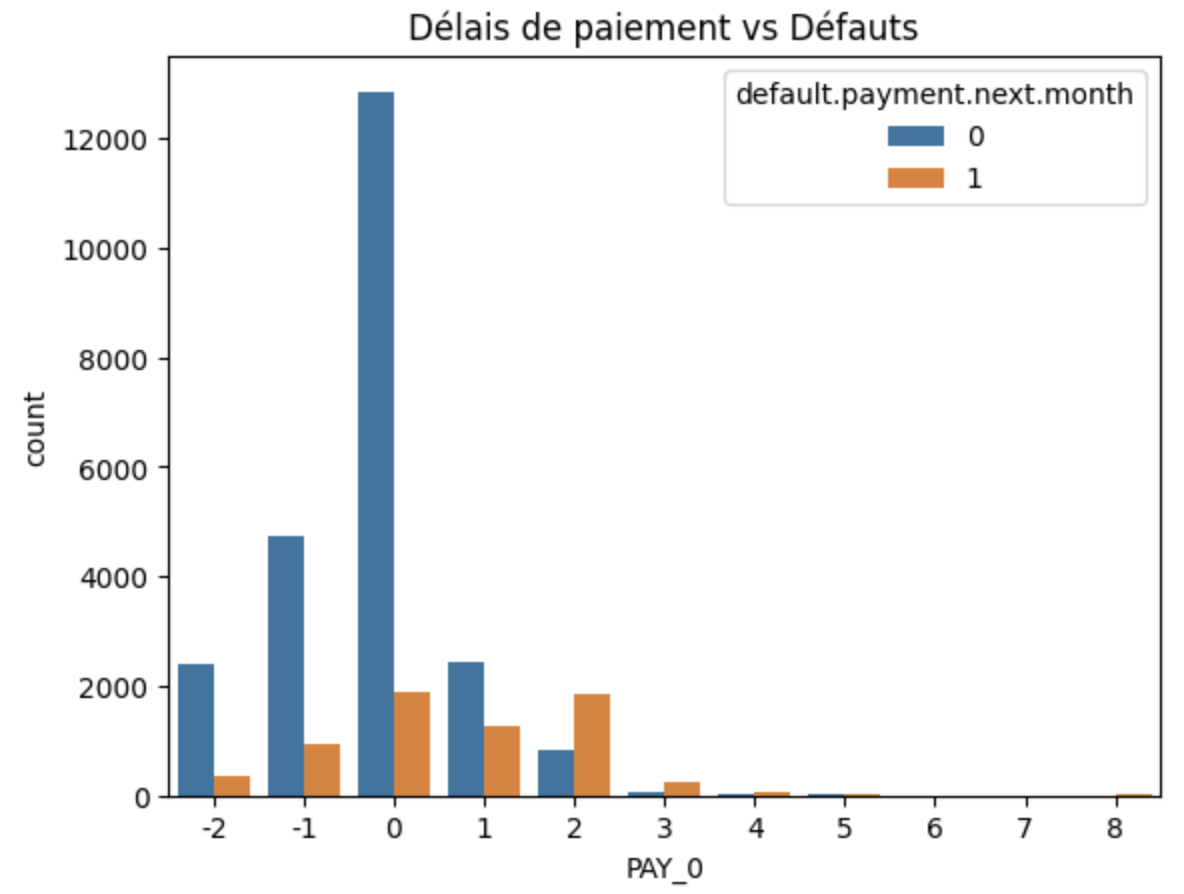 Délais de paiement vs Défauts
default.payment.next.month
0
1
12000
10000
8000
6000
4000
2000
0
count
-2 -1 0 1 2 3 4 5 6 7 8
PAY_0